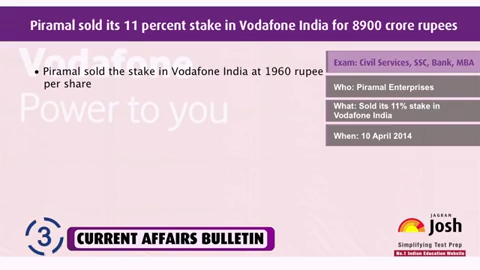 Piramal sold its 11 percent stake in Vodafone India for 8900 crore rupees
Vodafone
Power to you
• Piramal sold the stake in Vodafone India at 1960 rupee
per share
Exam: Civil Services, SSC, Bank, MBA
Who: Piramal Enterprises
What: Sold its 11% stake in
Vodafone India
When: 10 April 2014
3
CURRENT AFFAIRS BULLETIN
JAGRAN
Josh
Simplifying Test Prep
No.1 Indian Education Website